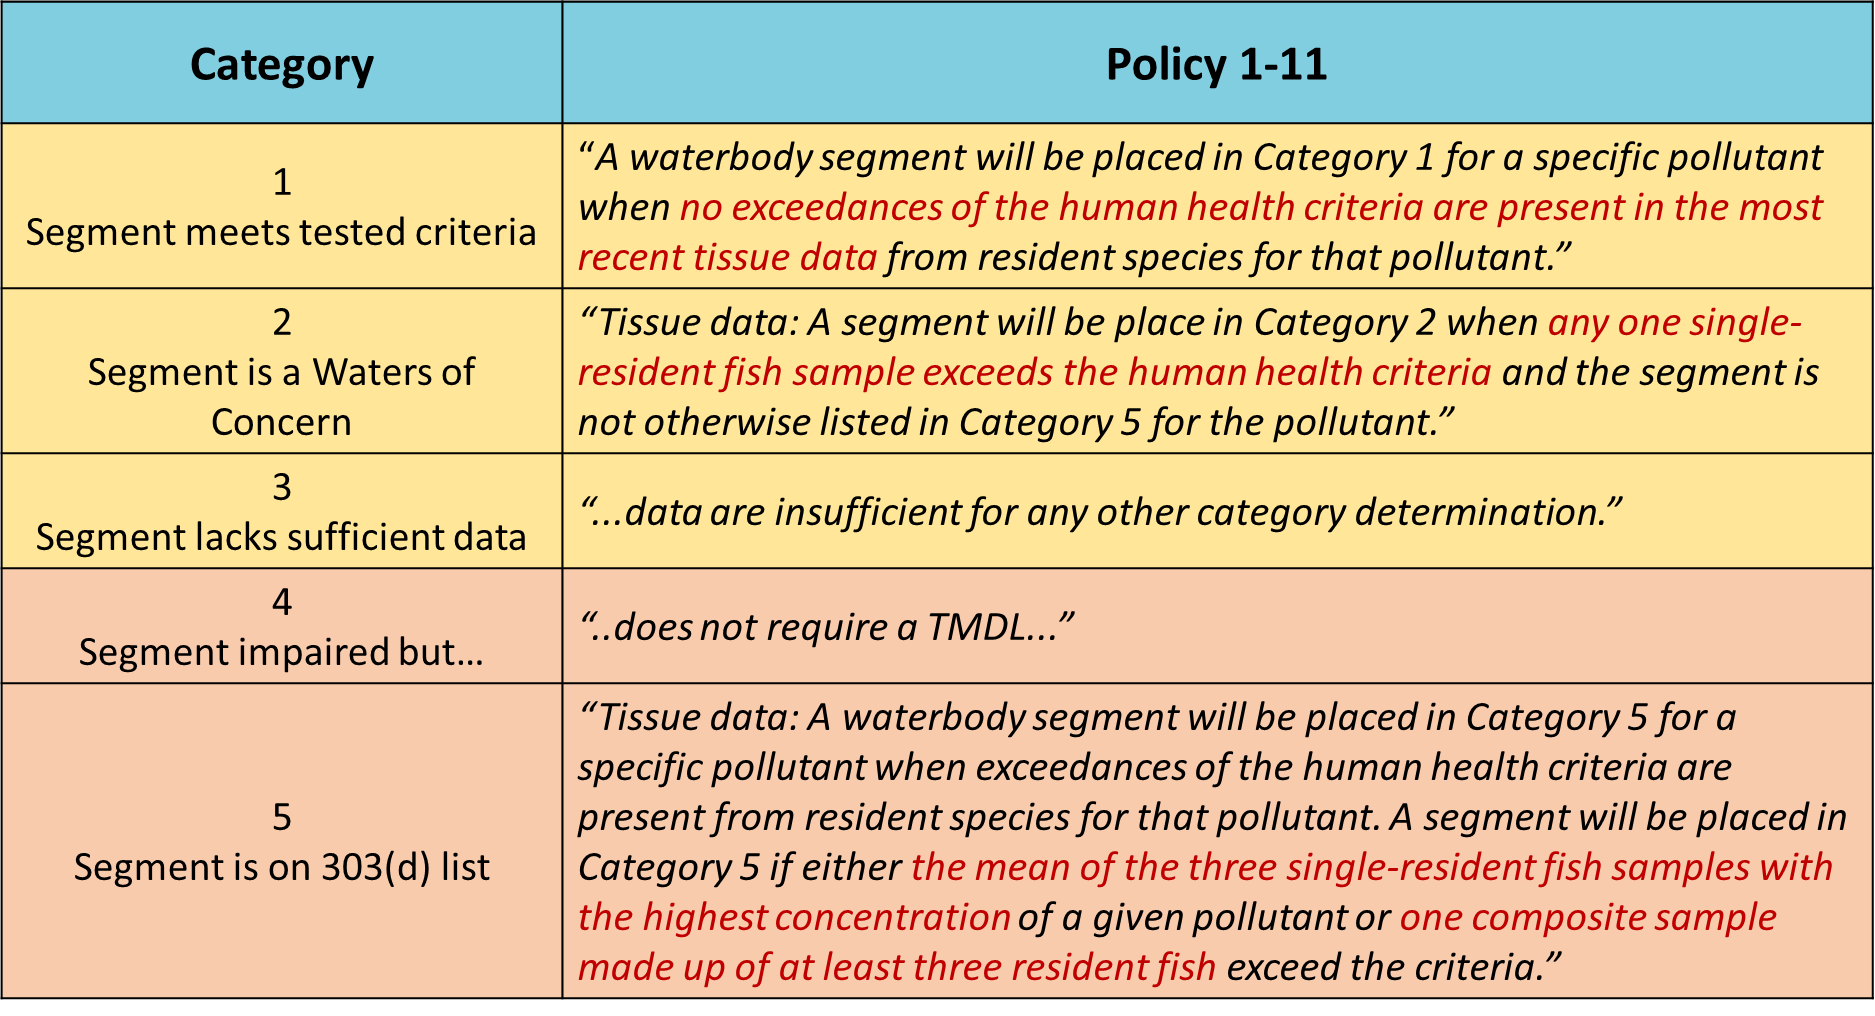 Category
Policy 1-11
1
Segment meets tested criteria
“A waterbody segment will be placed in Category 1 for a specific pollutant
when no exceedances of the human health criteria are present in the most
recent tissue data from resident species for that pollutant.”
2
Segment is a Waters of
Concern
“Tissue data: A segment will be place in Category 2 when any one single-
resident fish sample exceeds the human health criteria and the segment is
not otherwise listed in Category 5 for the pollutant.”
3
Segment lacks sufficient data
“...data are insufficient for any other category determination.”
4
Segment impaired but…
“..does not require a TMDL...”
5
Segment is on 303(d) list
“Tissue data: A waterbody segment will be placed in Category 5 for a
specific pollutant when exceedances of the human health criteria are
present from resident species for that pollutant. A segment will be placed in
Category 5 if either the mean of the three single-resident fish samples with
the highest concentration of a given pollutant or one composite sample
made up of at least three resident fish exceed the criteria.”